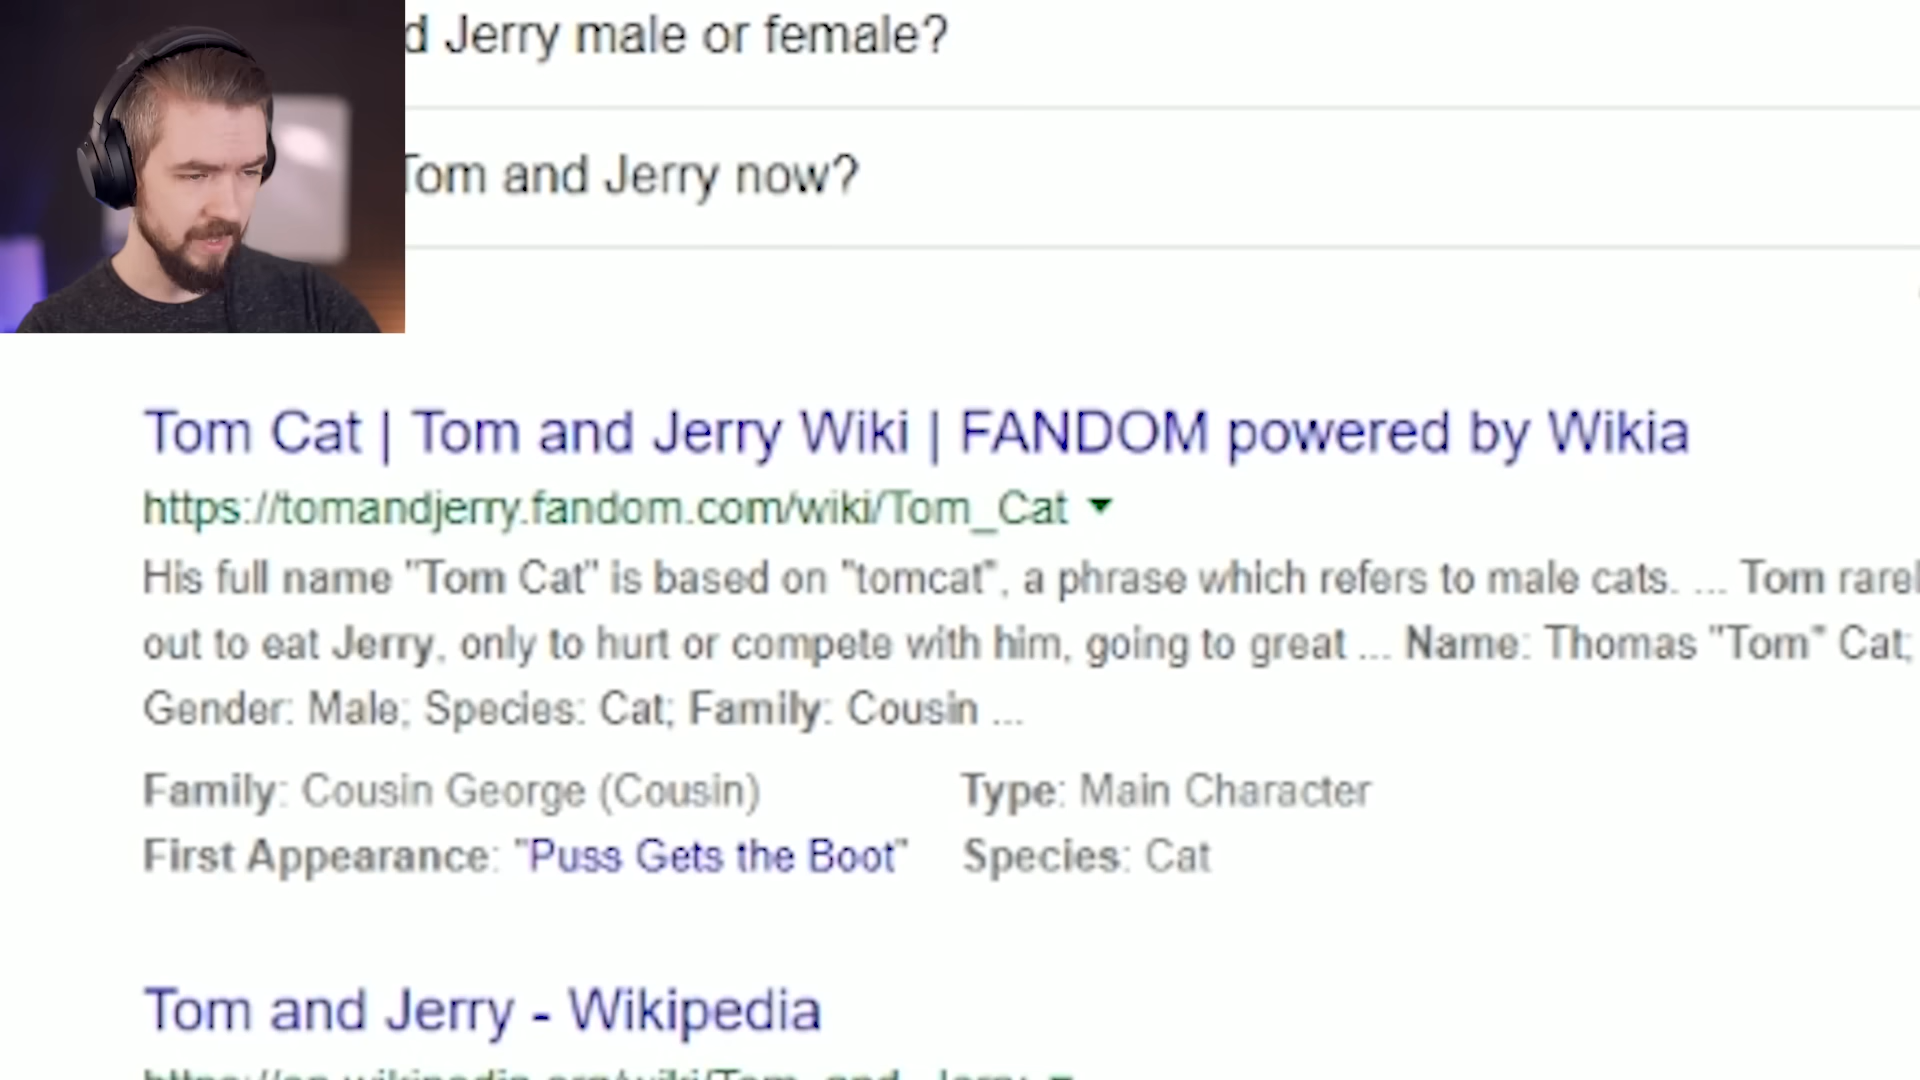 d Jerry male or female?
Tom and Jerry now?
Tom Cat | Tom and Jerry Wiki | FANDOM powered by Wikia
https://tomandjerry.fandom.com/wiki/Tom_Cat
His full name "Tom Cat" is based on "tomcat", a phrase which refers to male cats. ... Tom rarel
out to eat Jerry, only to hurt or compete with him, going to great ... Name: Thomas "Tom" Cat;
Gender: Male; Species: Cat; Family: Cousin ...
Family: Cousin George (Cousin) Type: Main Character
First Appearance: "Puss Gets the Boot" Species: Cat
Tom and Jerry - Wikipedia